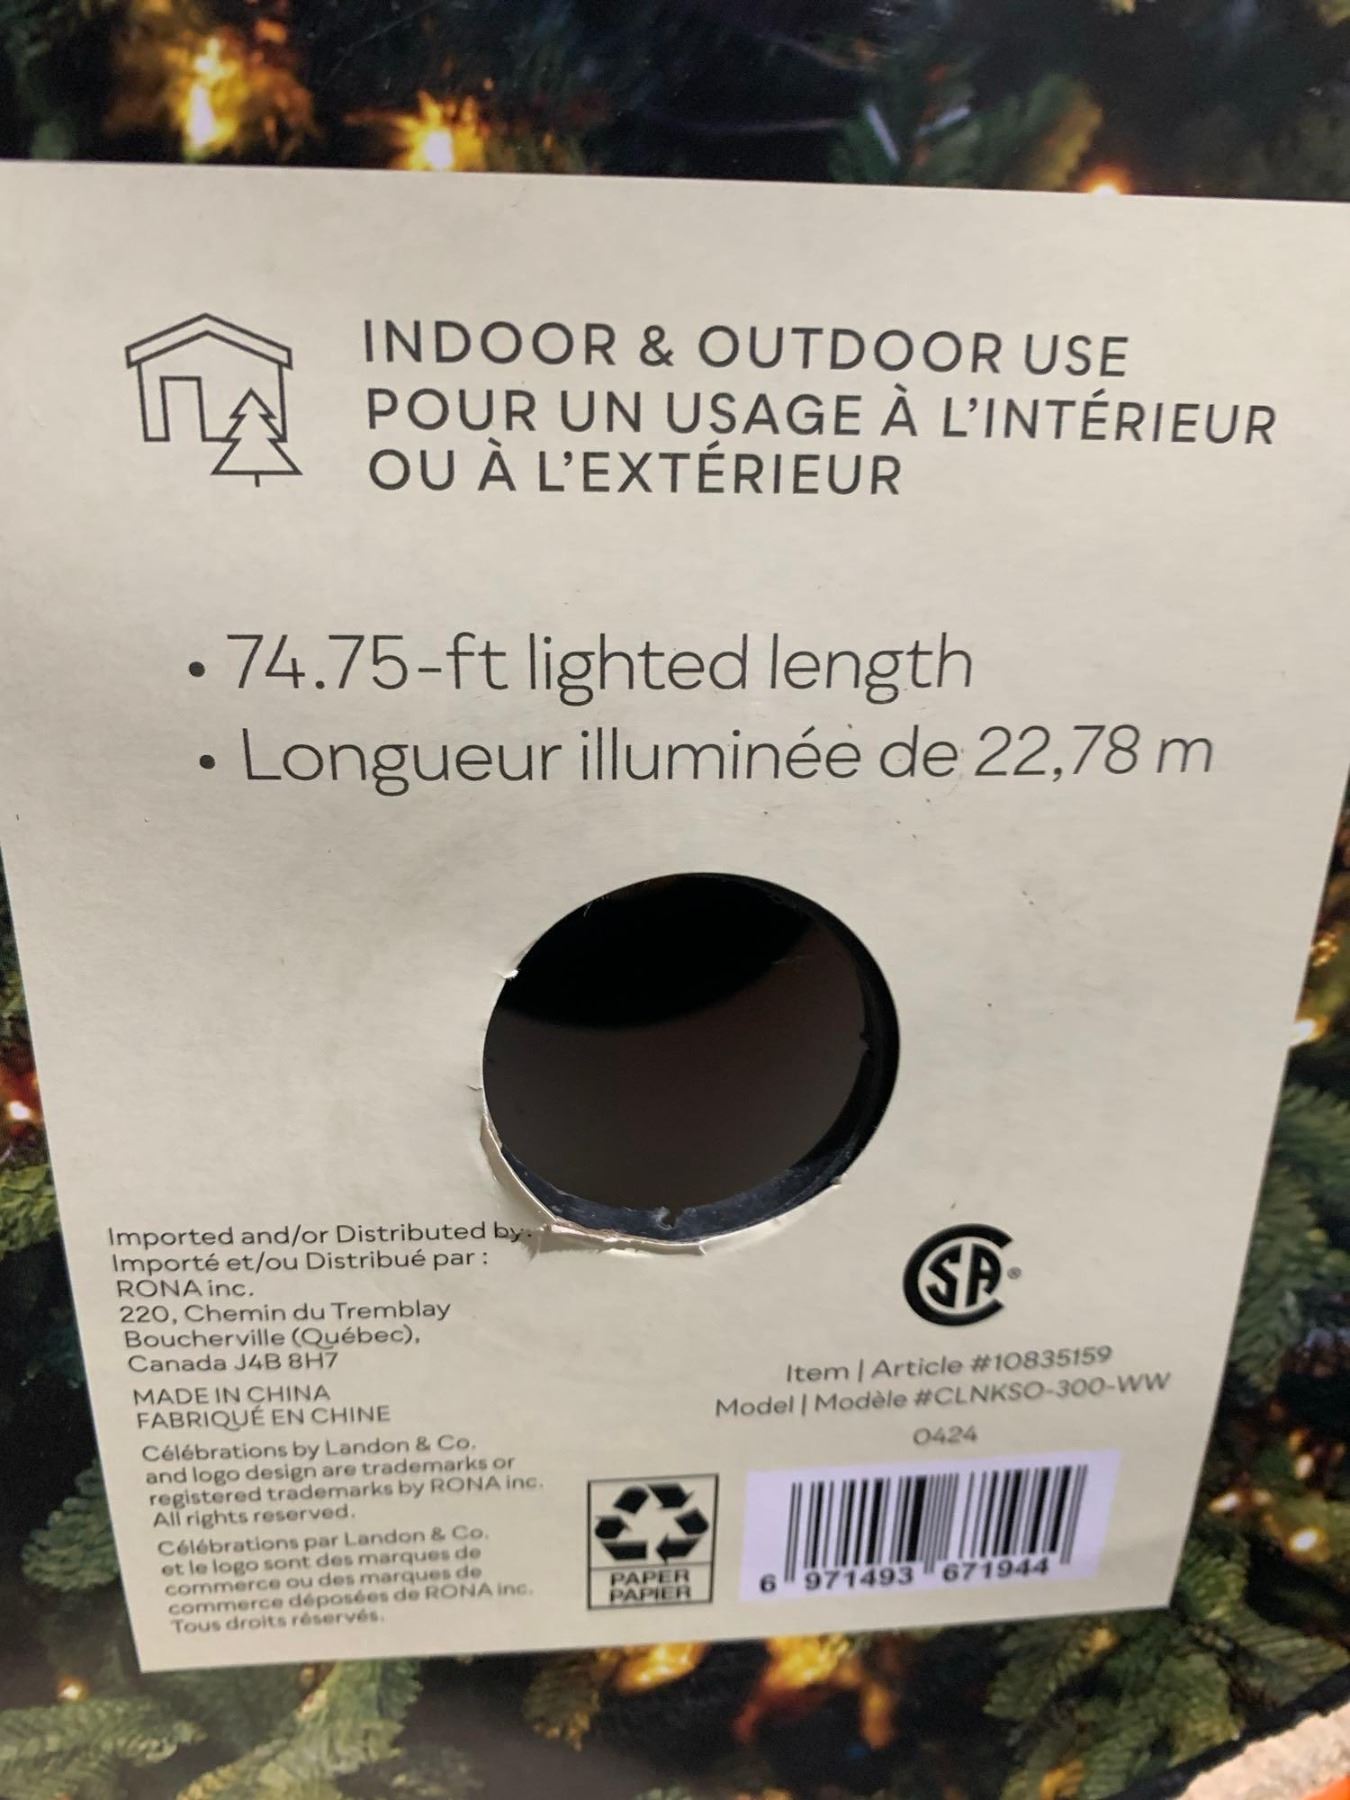 INDOOR & OUTDOOR USE
POUR UN USAGE À L'INTÉRIEUR
OU À L'EXTÉRIEUR
• 74.75-ft lighted length
• Longueur illuminée de 22,78 m
Imported and/or Distributed by:
Importé et/ou Distribué par :
RONA inc.
220, Chemin du Tremblay
Boucherville (Québec),
Canada J4B 8H7
MADE IN CHINA
FABRIQUÉ EN CHINE
Célébrations by Landon & Co.
and logo design are trademarks or
registered trademarks by RONA inc.
All rights reserved.
Célébrations par Landon & Co.
et le logo sont des marques de
commerce ou des marques de
commerce déposées de RONA inc.
Tous droits réservés.
PAPER
PAPIER
CSA®
Item | Article #10835159
Model | Modèle #CLNKSO-300-WW
0424
6 971493 671944